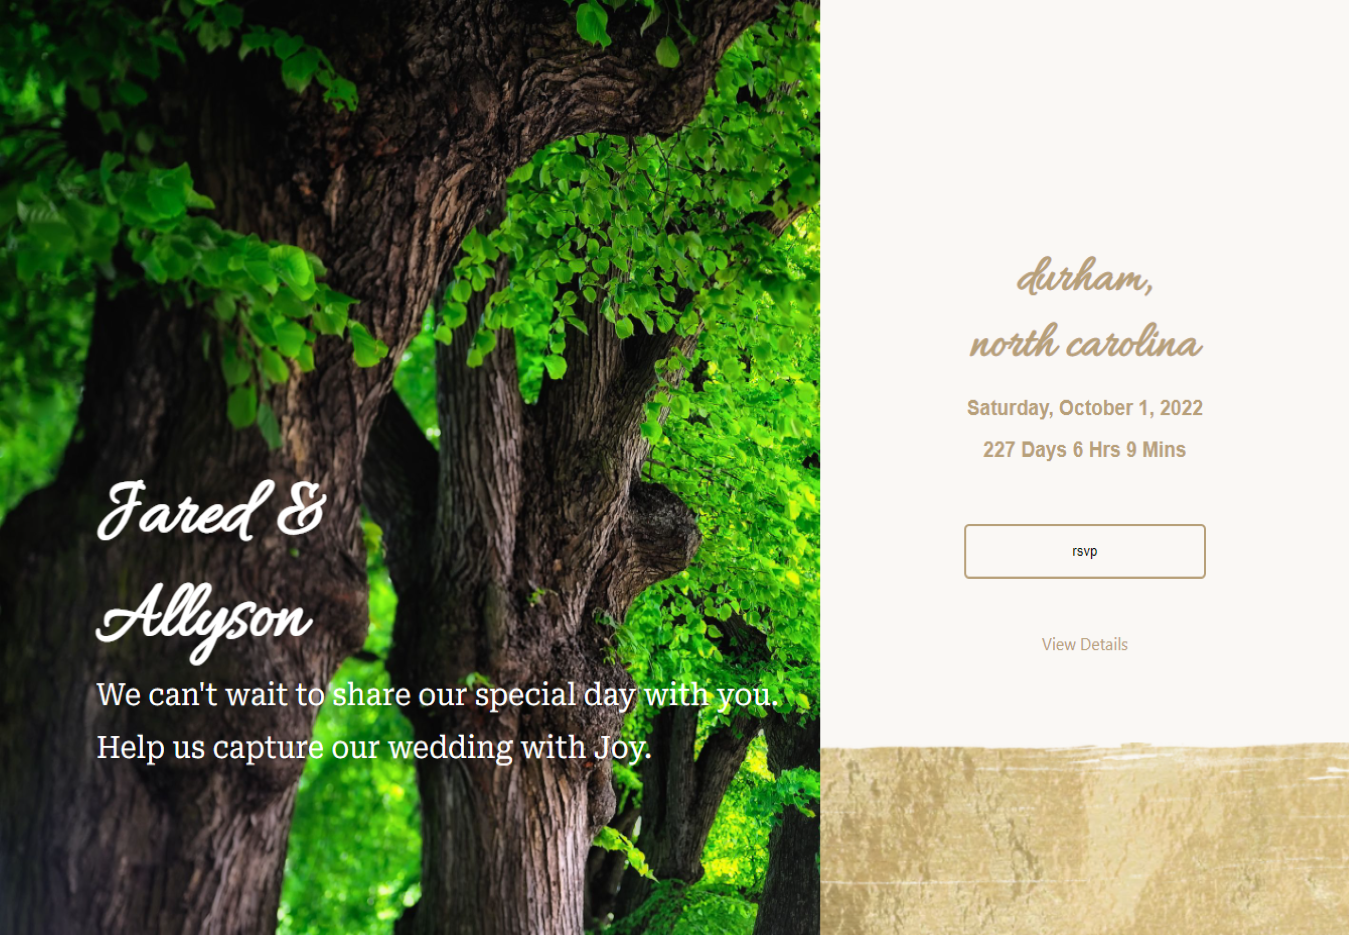 Jared &
Allyson
We can't wait to share our special day with you.
Help us capture our wedding with Joy.
durham,
north carolina
Saturday, October 1, 2022
227 Days 6 Hrs 9 Mins
rsvp
View Details